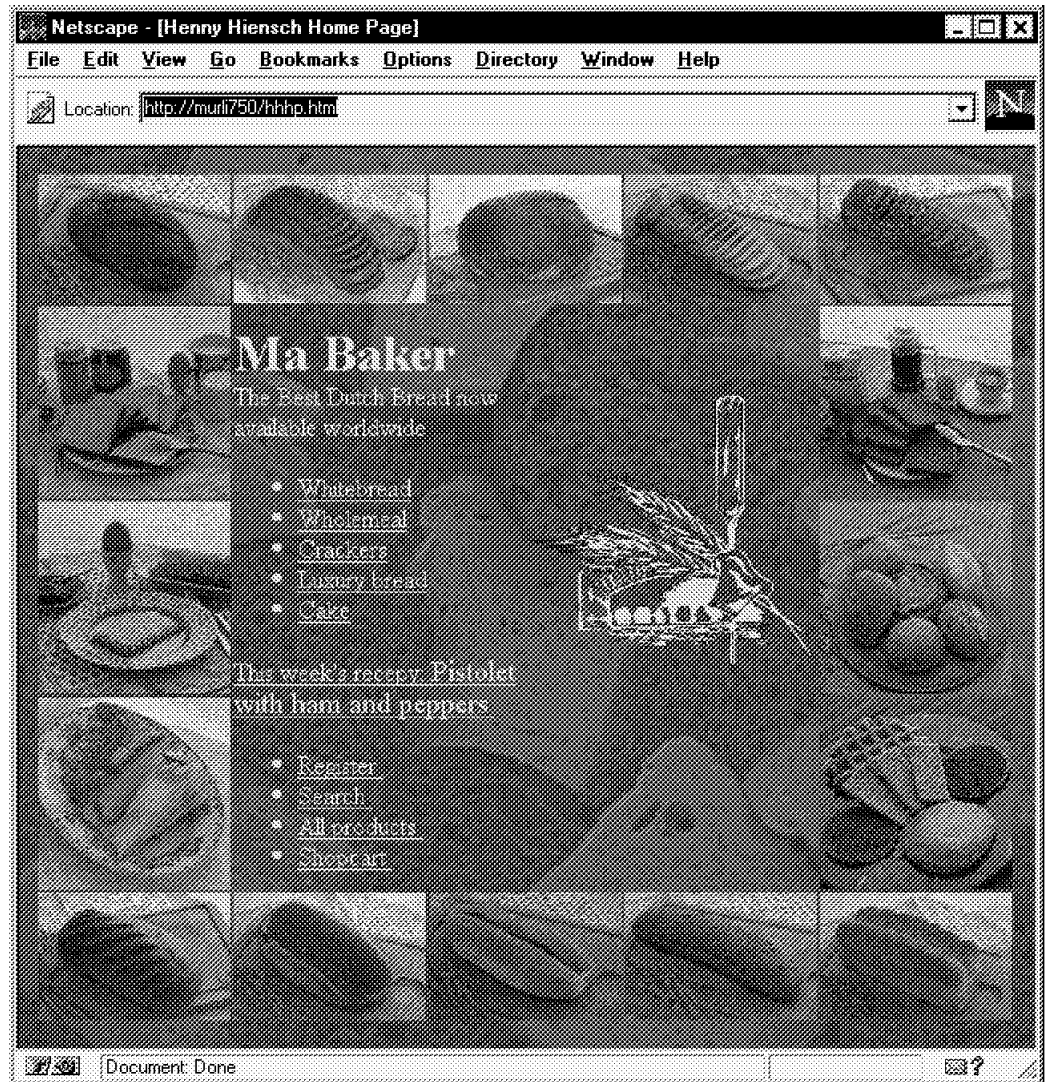 Netscape - [Henny Hiensch Home Page]
File Edit View Go Bookmarks Options Directory Window Help
Location: http://murli750/hhhp.htm
N
Ma Baker
The Best Dutch Bread now
available worldwide
Whitebread
Wholemeal
Crackers
Luxury bread
Cake
This week's recepy: Pistolet
with ham and peppers
Register
Search
All products
Shopcart
Document: Done
?